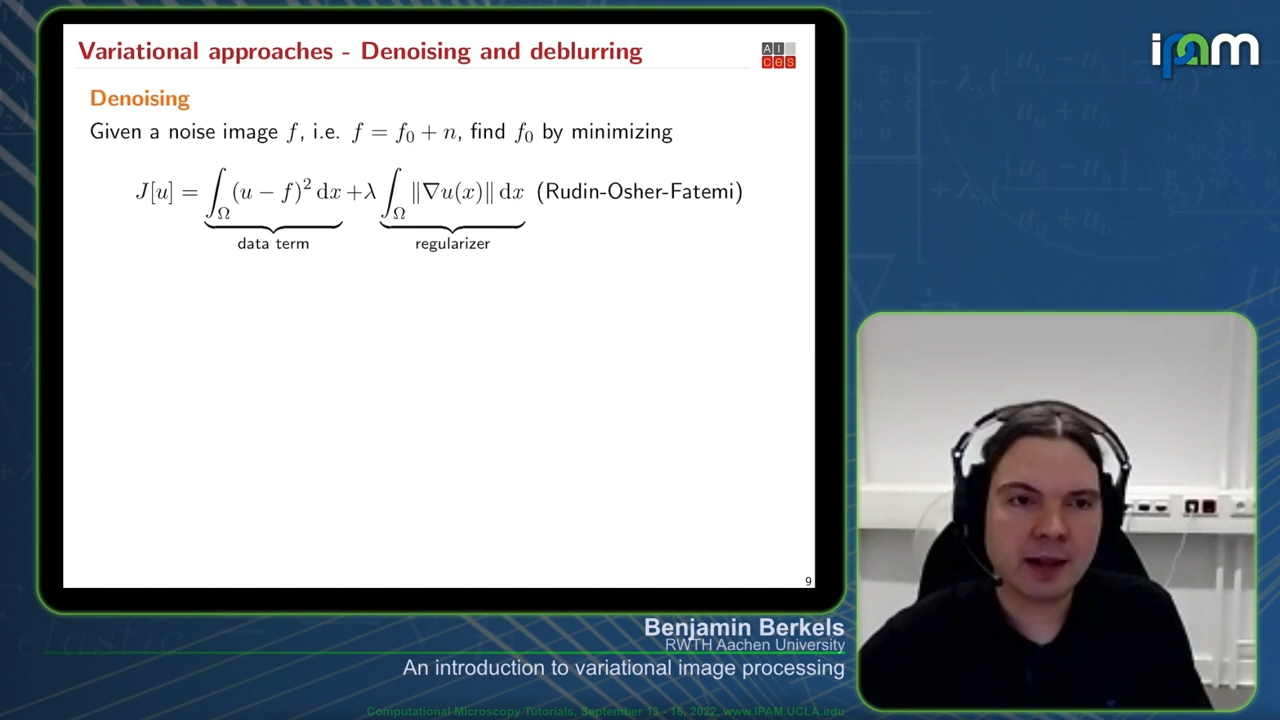 Variational approaches - Denoising and deblurring
AICES
ipam
Denoising
Given a noise image f, i.e. f = f₀ + n, find f₀ by minimizing
J[u] = ∫_Ω (u − f)² dx + λ ∫_Ω ‖∇u(x)‖ dx (Rudin-Osher-Fatemi)
data term
regularizer
9
Benjamin Berkels
RWTH Aachen University
An introduction to variational image processing
Computational Microscopy Tutorials, September 13 - 16, 2022, www.IPAM.UCLA.edu